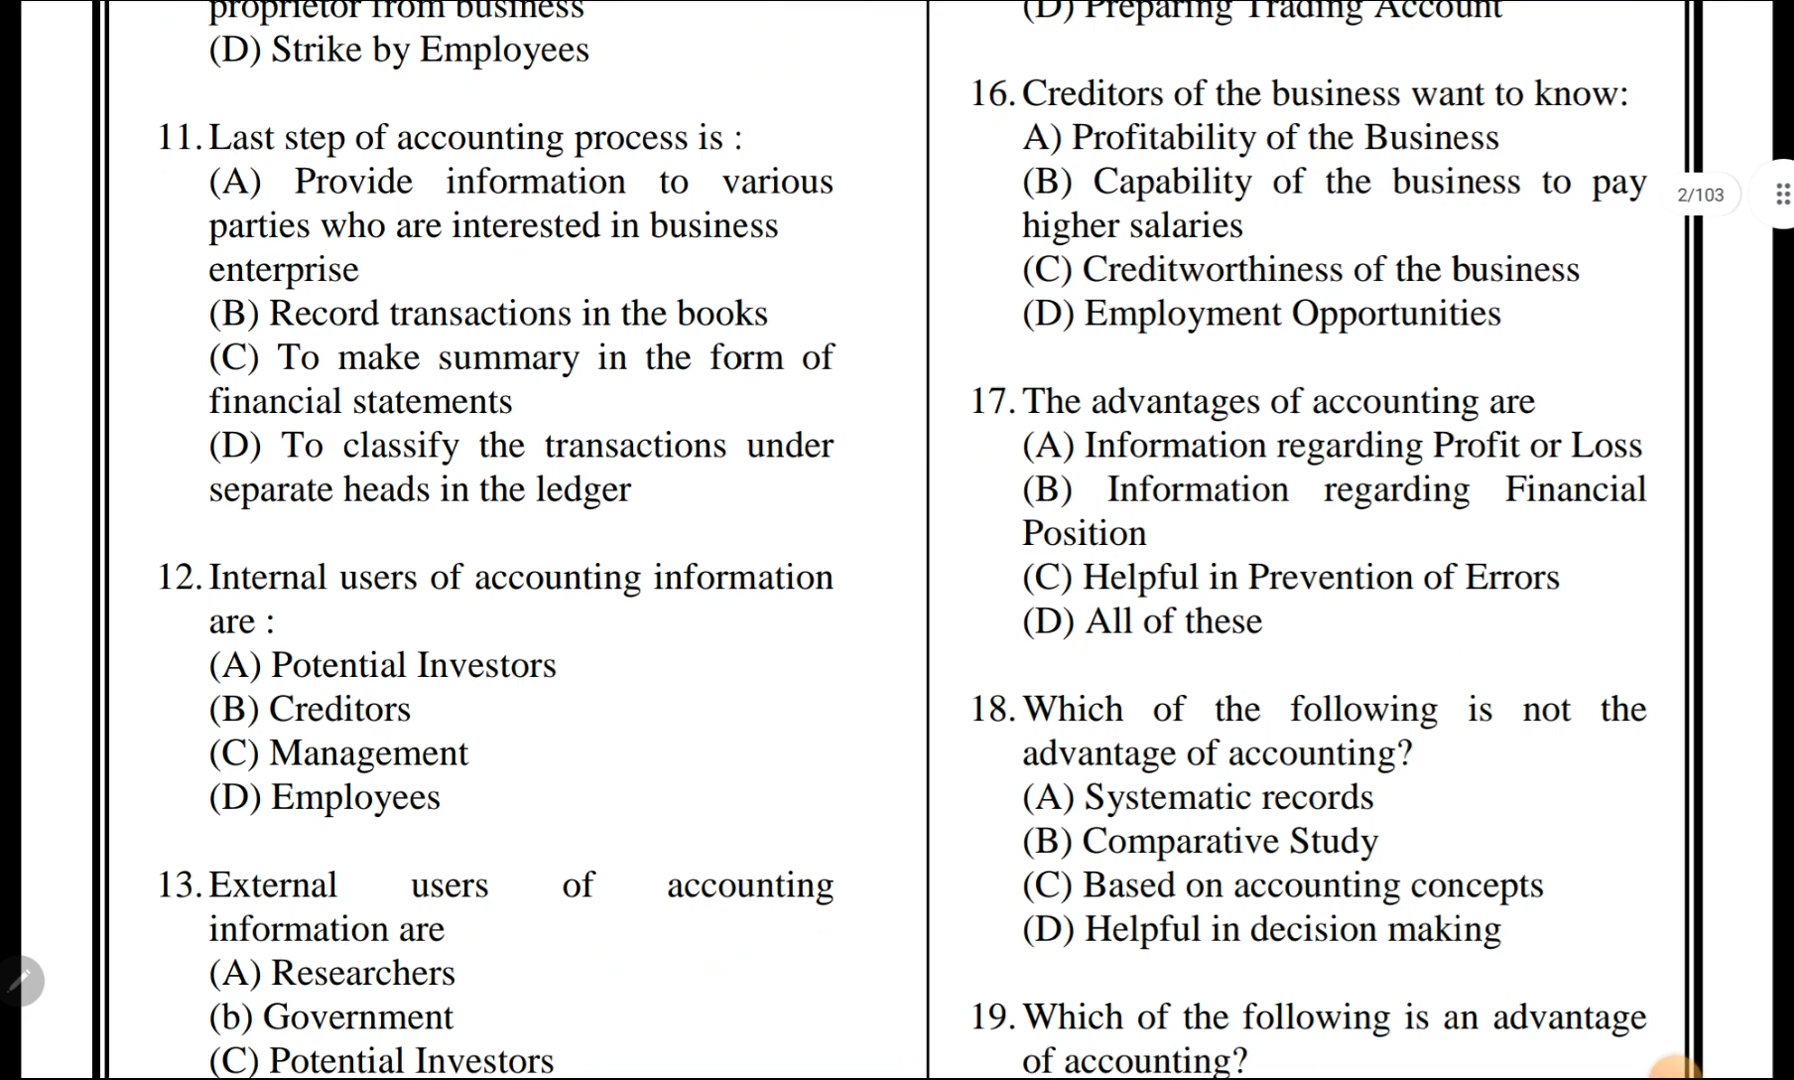 proprietor from business
(D) Strike by Employees
11. Last step of accounting process is :
(A) Provide information to various
parties who are interested in business
enterprise
(B) Record transactions in the books
(C) To make summary in the form of
financial statements
(D) To classify the transactions under
separate heads in the ledger
12. Internal users of accounting information
are :
(A) Potential Investors
(B) Creditors
(C) Management
(D) Employees
13. External users of accounting
information are
(A) Researchers
(b) Government
(C) Potential Investors
(D) Preparing Trading Account
16. Creditors of the business want to know:
A) Profitability of the Business
(B) Capability of the business to pay
higher salaries
(C) Creditworthiness of the business
(D) Employment Opportunities
17. The advantages of accounting are
(A) Information regarding Profit or Loss
(B) Information regarding Financial
Position
(C) Helpful in Prevention of Errors
(D) All of these
18. Which of the following is not the
advantage of accounting?
(A) Systematic records
(B) Comparative Study
(C) Based on accounting concepts
(D) Helpful in decision making
19. Which of the following is an advantage
of accounting?
2/103